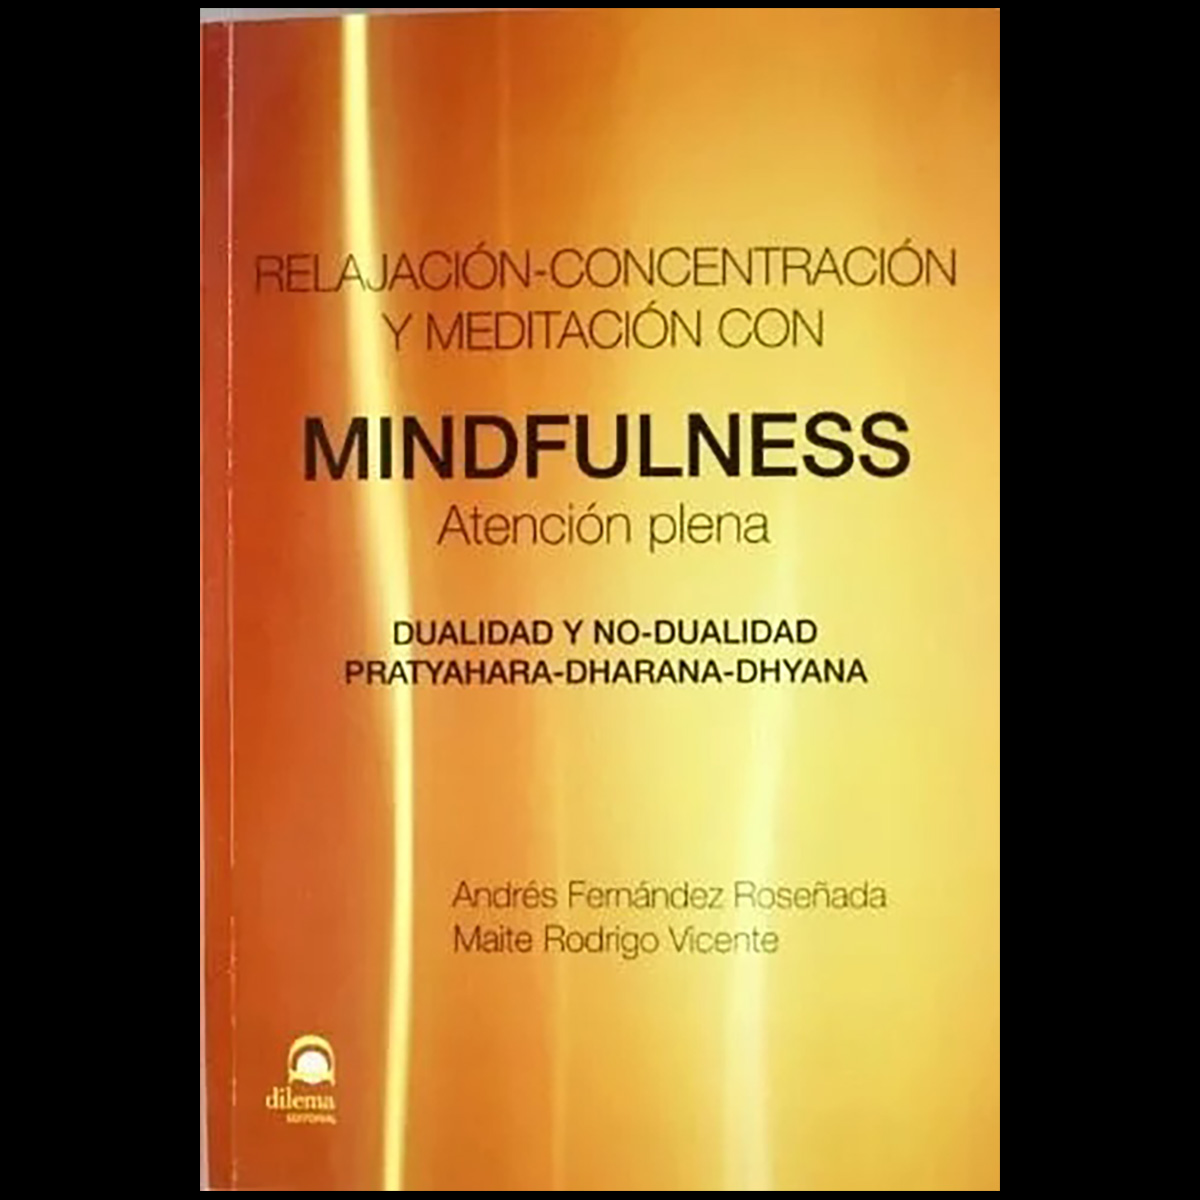 RELAJACIÓN-CONCENTRACIÓN
Y MEDITACIÓN CON
MINDFULNESS
Atención plena
DUALIDAD Y NO-DUALIDAD
PRATYAHARA-DHARANA-DHYANA
Andrés Fernández Roseñada
Maite Rodrigo Vicente
dilema
EDITORIAL